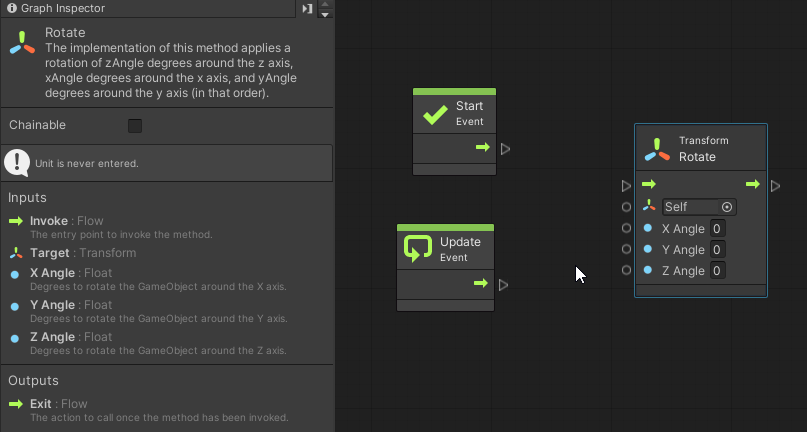 Graph Inspector
Rotate
The implementation of this method applies a
rotation of zAngle degrees around the z axis,
xAngle degrees around the x axis, and yAngle
degrees around the y axis (in that order).
Chainable
Unit is never entered.
Inputs
Invoke : Flow
The entry point to invoke the method.
Target : Transform
X Angle : Float
Degrees to rotate the GameObject around the X axis.
Y Angle : Float
Degrees to rotate the GameObject around the Y axis.
Z Angle : Float
Degrees to rotate the GameObject around the Z axis.
Outputs
Exit : Flow
The action to call once the method has been invoked.
Start
Event
Update
Event
Transform
Rotate
Self
X Angle 0
Y Angle 0
Z Angle 0